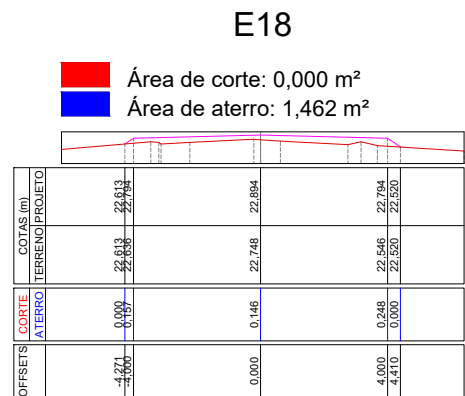 E18
Área de corte: 0,000 m²
Área de aterro: 1,462 m²
COTAS (m)
PROJETO
22,613
22,794
22,894
22,794
22,520
TERRENO
22,613
22,636
22,748
22,546
22,520
CORTE
ATERRO
0,000
0,157
0,146
0,248
0,000
OFFSETS
-4,271
-4,000
0,000
4,000
4,410